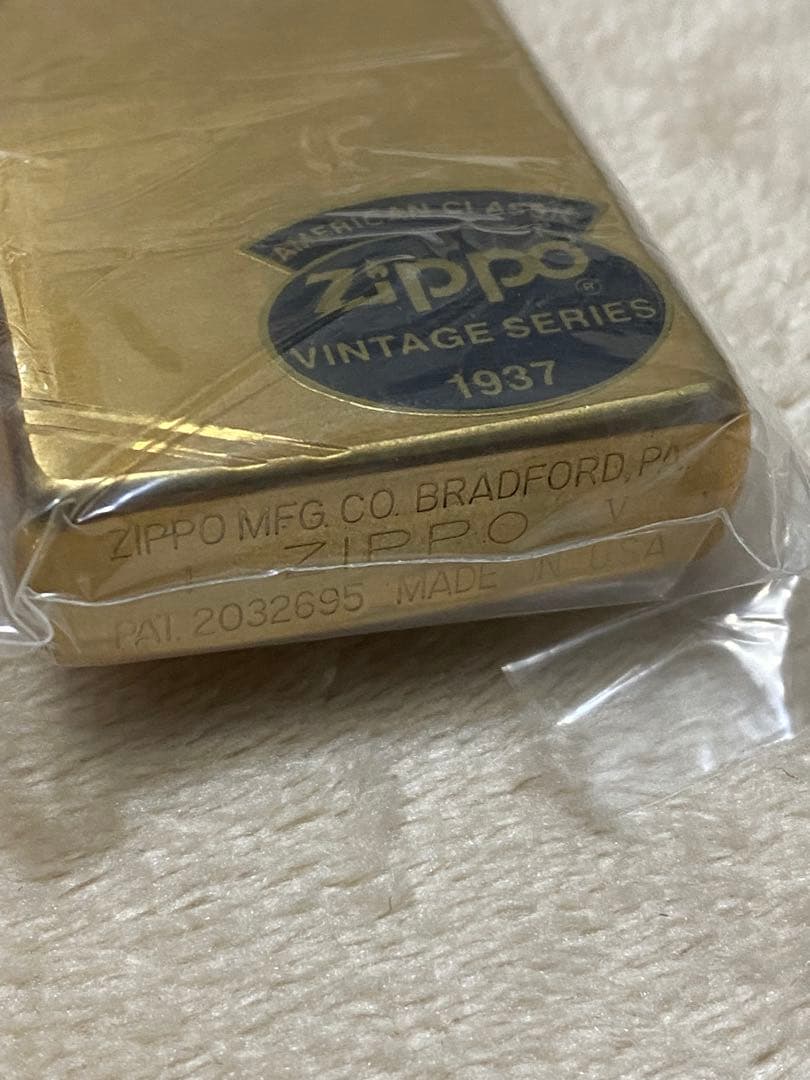 AMERICAN CLASSIC
Zippo®
VINTAGE SERIES
1937
ZIPPO MFG. CO. BRADFORD, PA.
I ZIPPO V
PAT. 2032695 MADE IN USA